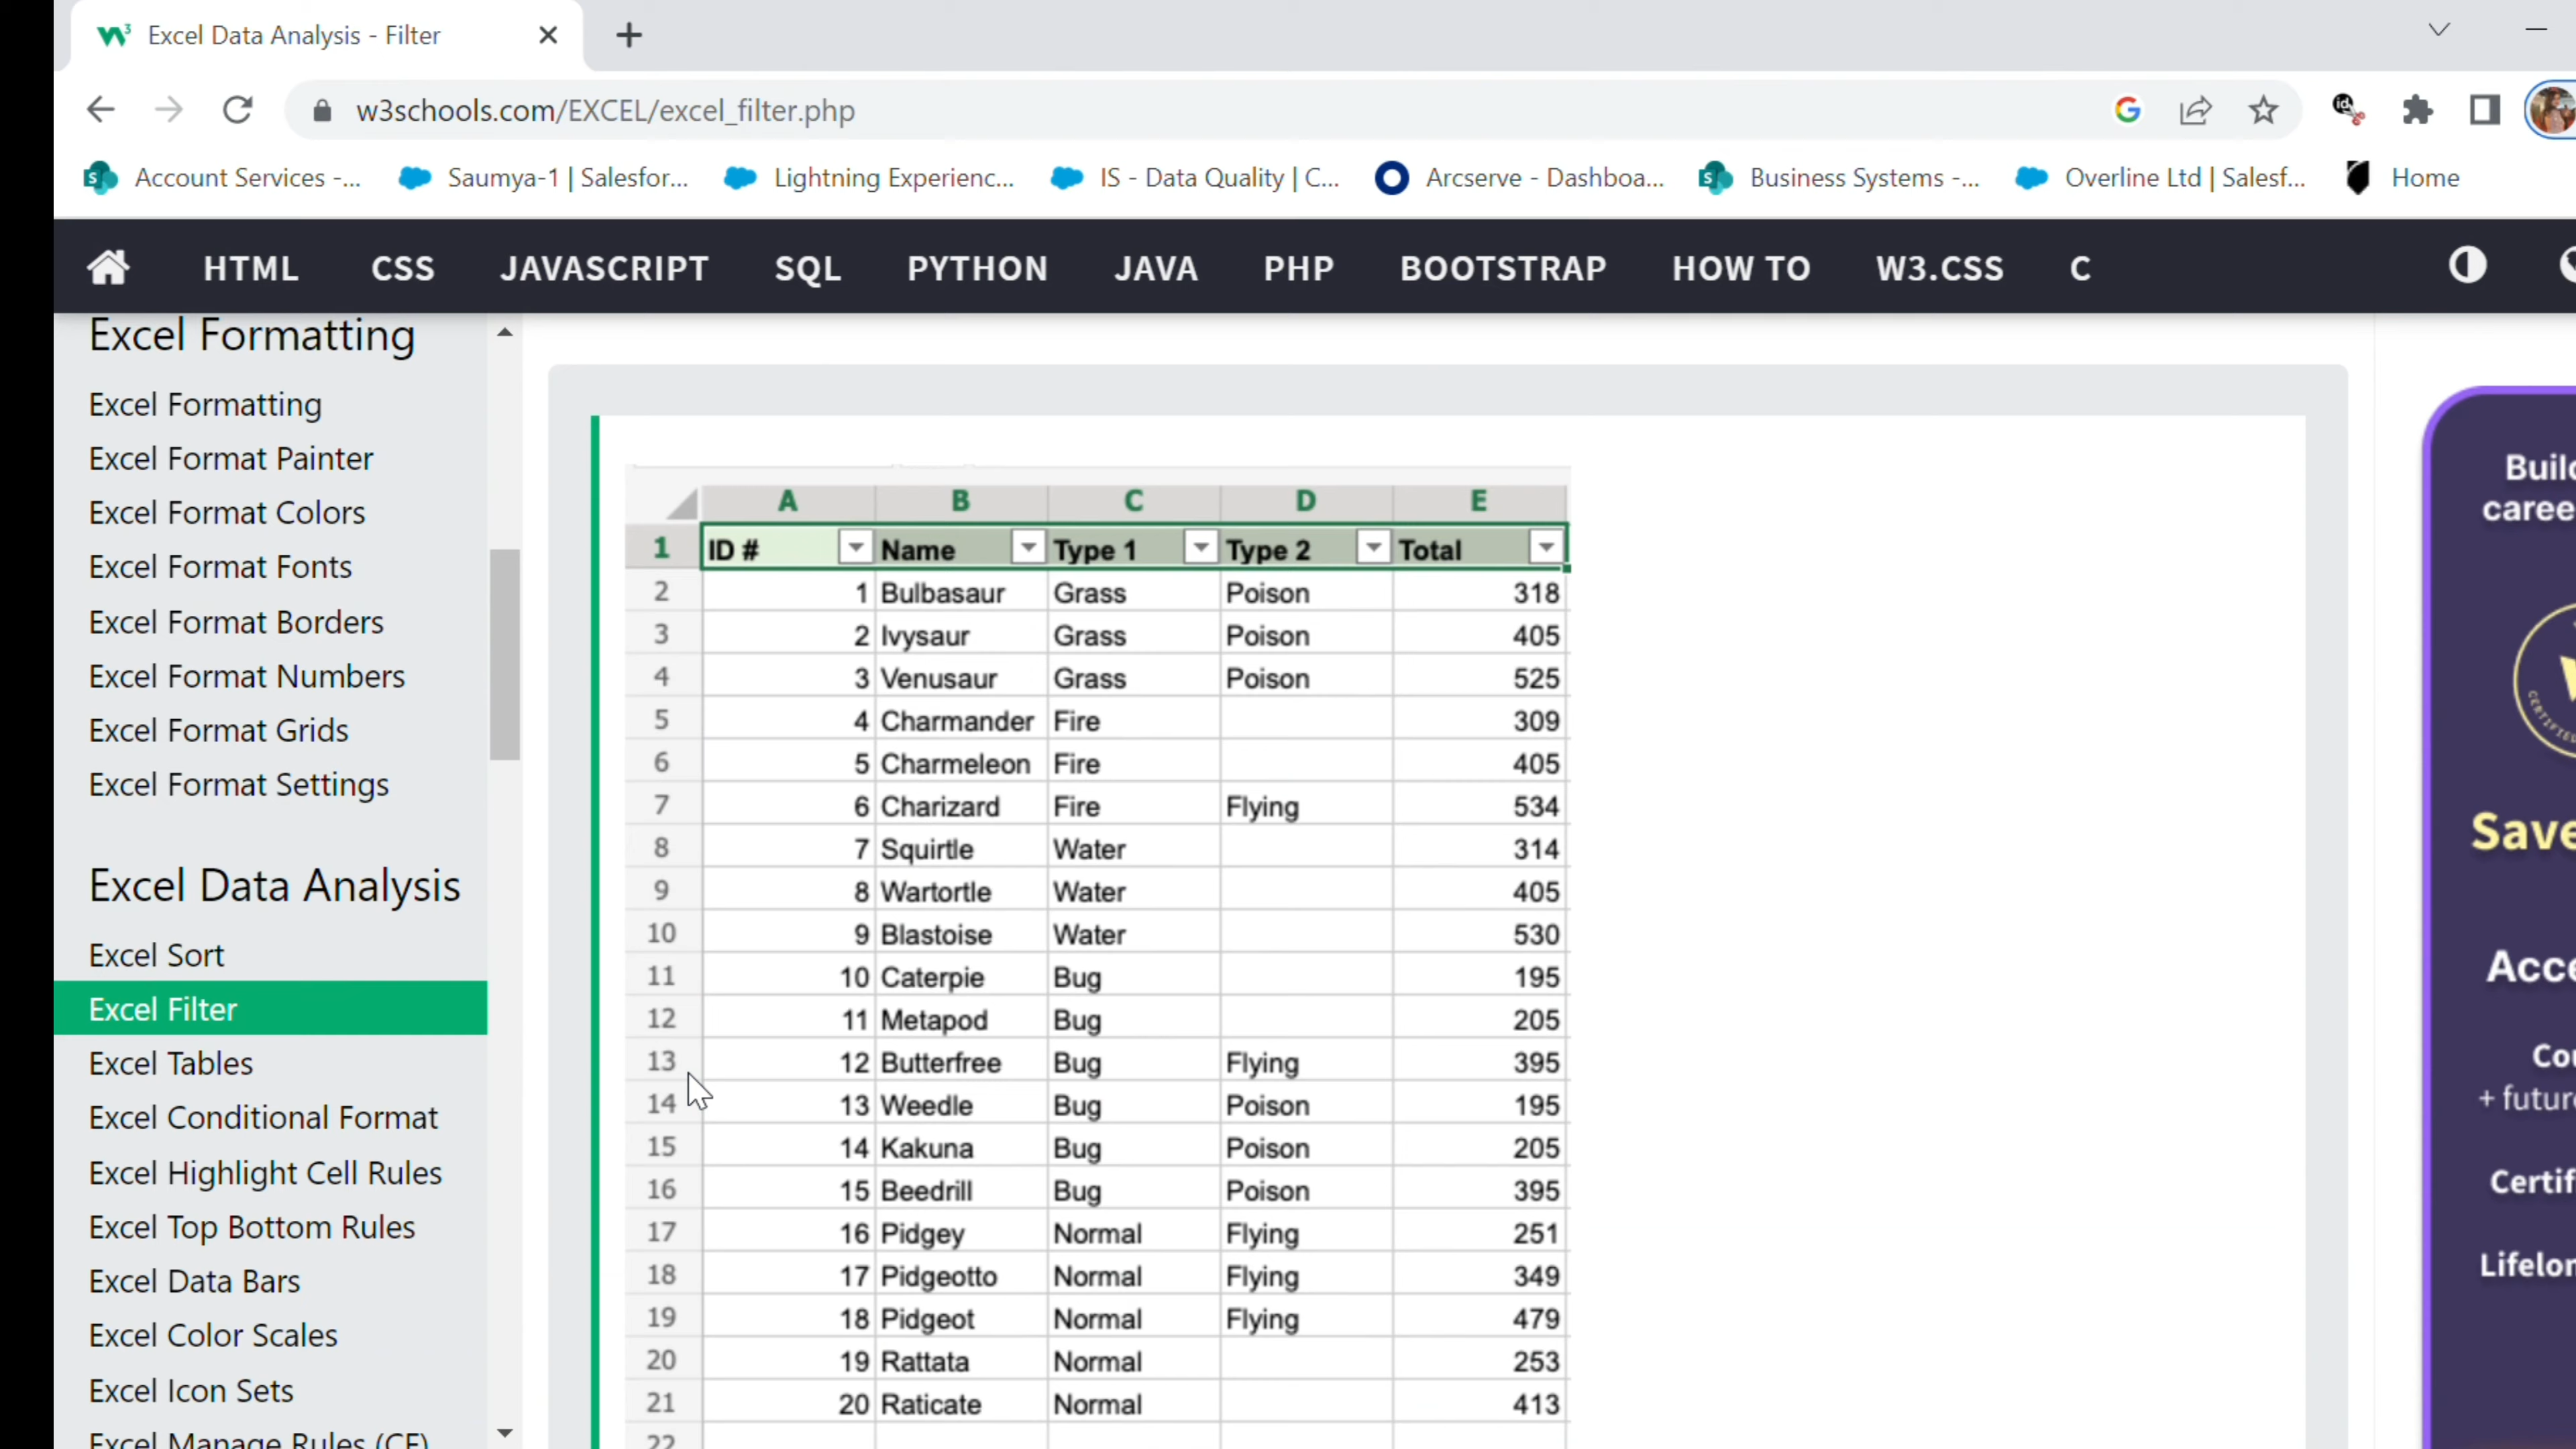 Excel Data Analysis - Filter
w3schools.com/EXCEL/excel_filter.php
Account Services -... Saumya-1 | Salesfor... Lightning Experienc... IS - Data Quality | C... Arcserve - Dashboa... Business Systems -... Overline Ltd | Salesf... Home
HTML CSS JAVASCRIPT SQL PYTHON JAVA PHP BOOTSTRAP HOW TO W3.CSS C
Excel Formatting
Excel Formatting
Excel Format Painter
Excel Format Colors
Excel Format Fonts
Excel Format Borders
Excel Format Numbers
Excel Format Grids
Excel Format Settings
Excel Data Analysis
Excel Sort
Excel Filter
Excel Tables
Excel Conditional Format
Excel Highlight Cell Rules
Excel Top Bottom Rules
Excel Data Bars
Excel Color Scales
Excel Icon Sets
Excel Manage Rules (CF)
A B C D E
1 ID # Name Type 1 Type 2 Total
2 1 Bulbasaur Grass Poison 318
3 2 Ivysaur Grass Poison 405
4 3 Venusaur Grass Poison 525
5 4 Charmander Fire 309
6 5 Charmeleon Fire 405
7 6 Charizard Fire Flying 534
8 7 Squirtle Water 314
9 8 Wartortle Water 405
10 9 Blastoise Water 530
11 10 Caterpie Bug 195
12 11 Metapod Bug 205
13 12 Butterfree Bug Flying 395
14 13 Weedle Bug Poison 195
15 14 Kakuna Bug Poison 205
16 15 Beedrill Bug Poison 395
17 16 Pidgey Normal Flying 251
18 17 Pidgeotto Normal Flying 349
19 18 Pidgeot Normal Flying 479
20 19 Rattata Normal 253
21 20 Raticate Normal 413
22
Save
+